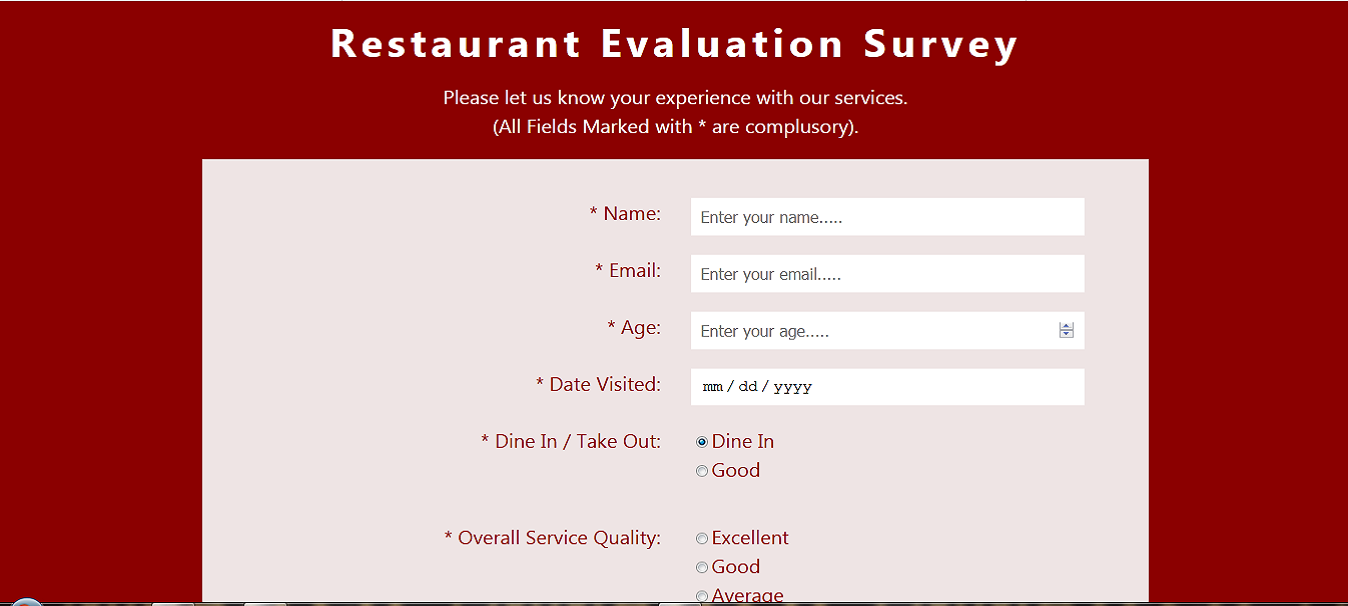 Restaurant Evaluation Survey
Please let us know your experience with our services.
(All Fields Marked with * are complusory).
* Name: Enter your name.....
* Email: Enter your email.....
* Age: Enter your age.....
* Date Visited: mm / dd / yyyy
* Dine In / Take Out: Dine In
Good
* Overall Service Quality: Excellent
Good
Average